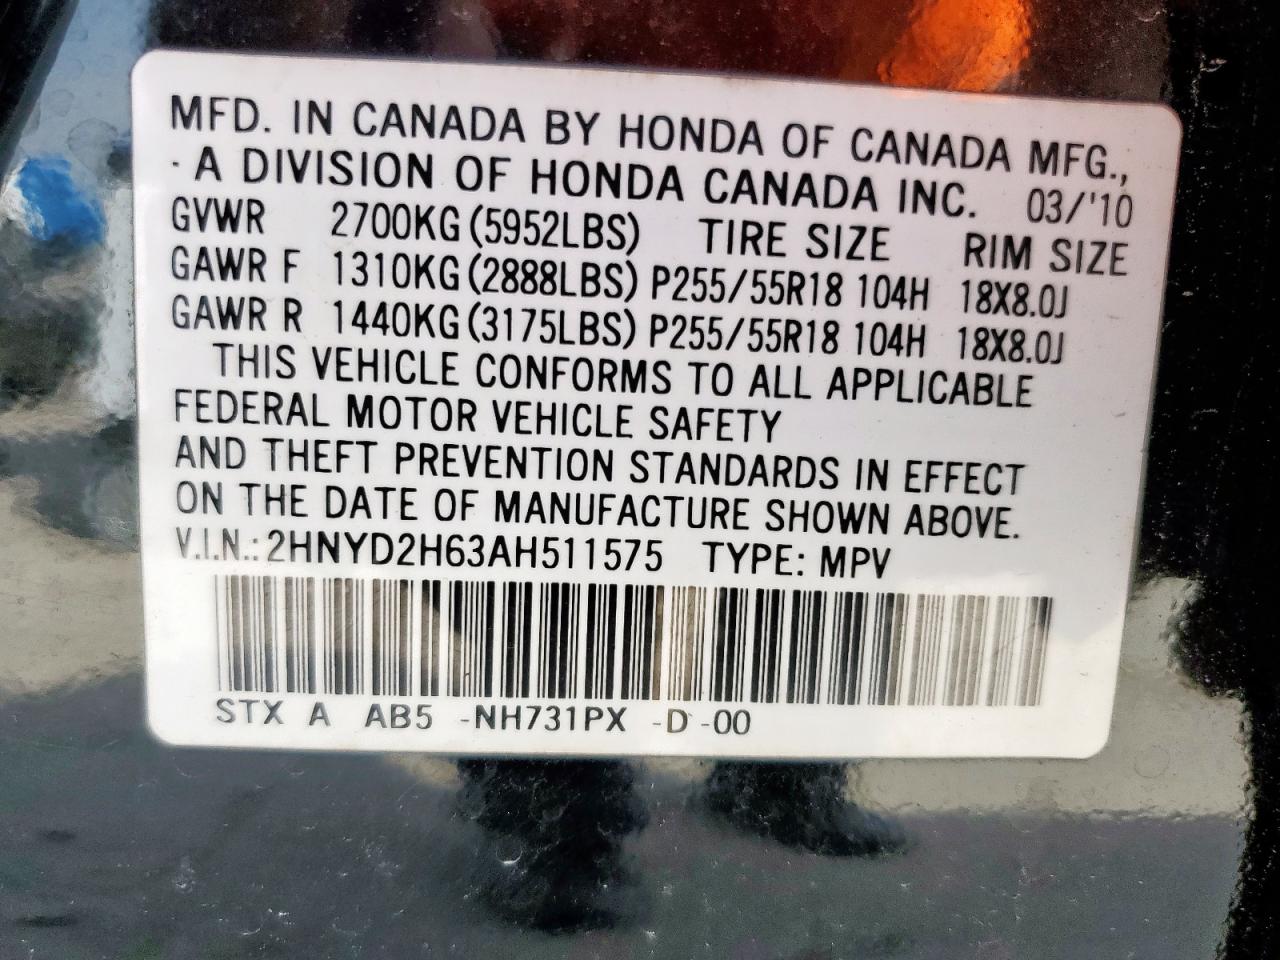 MFD. IN CANADA BY HONDA OF CANADA MFG.,
· A DIVISION OF HONDA CANADA INC. 03/'10
GVWR 2700KG (5952LBS) TIRE SIZE RIM SIZE
GAWR F 1310KG (2888LBS) P255/55R18 104H 18X8.0J
GAWR R 1440KG (3175LBS) P255/55R18 104H 18X8.0J
THIS VEHICLE CONFORMS TO ALL APPLICABLE
FEDERAL MOTOR VEHICLE SAFETY
AND THEFT PREVENTION STANDARDS IN EFFECT
ON THE DATE OF MANUFACTURE SHOWN ABOVE.
V.I.N.: 2HNYD2H63AH511575 TYPE: MPV
STX A AB5 -NH731PX -D -00